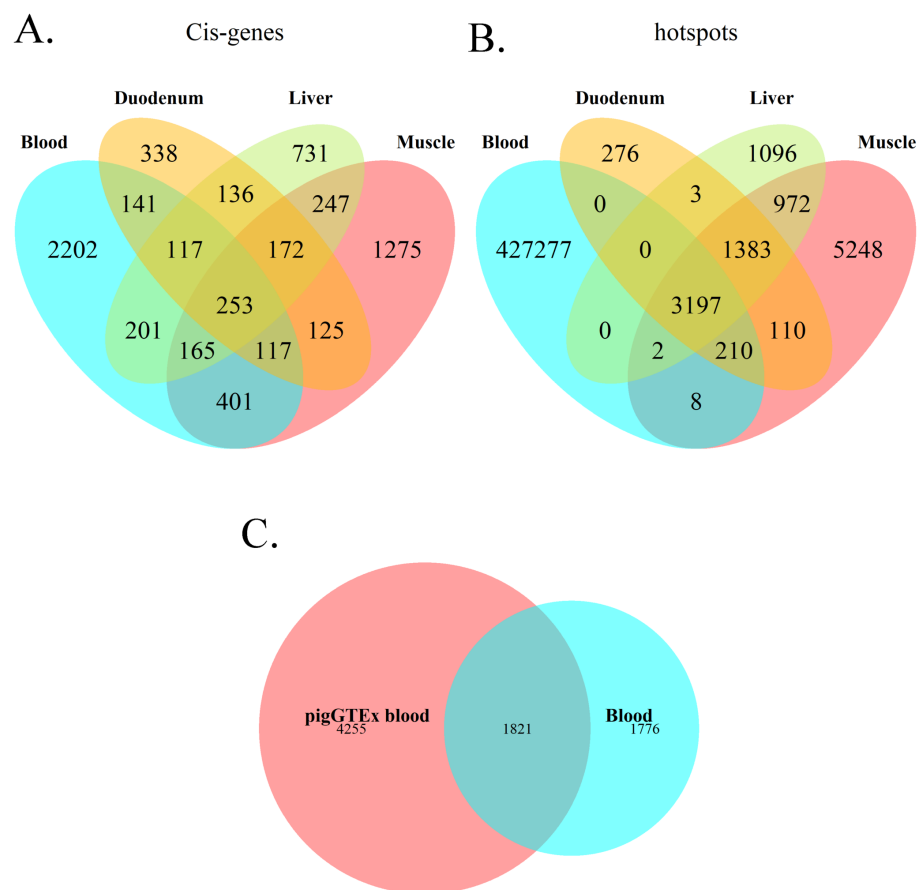 A.
Cis-genes
Duodenum Liver
Blood Muscle
338 731
141 136 247
2202 117 172 1275
253
201 165 117 125
401
B.
hotspots
Duodenum Liver
Blood Muscle
276 1096
0 3 972
427277 0 1383 5248
3197
0 2 210 110
8
C.
pigGTEx blood Blood
4255 1821 1776